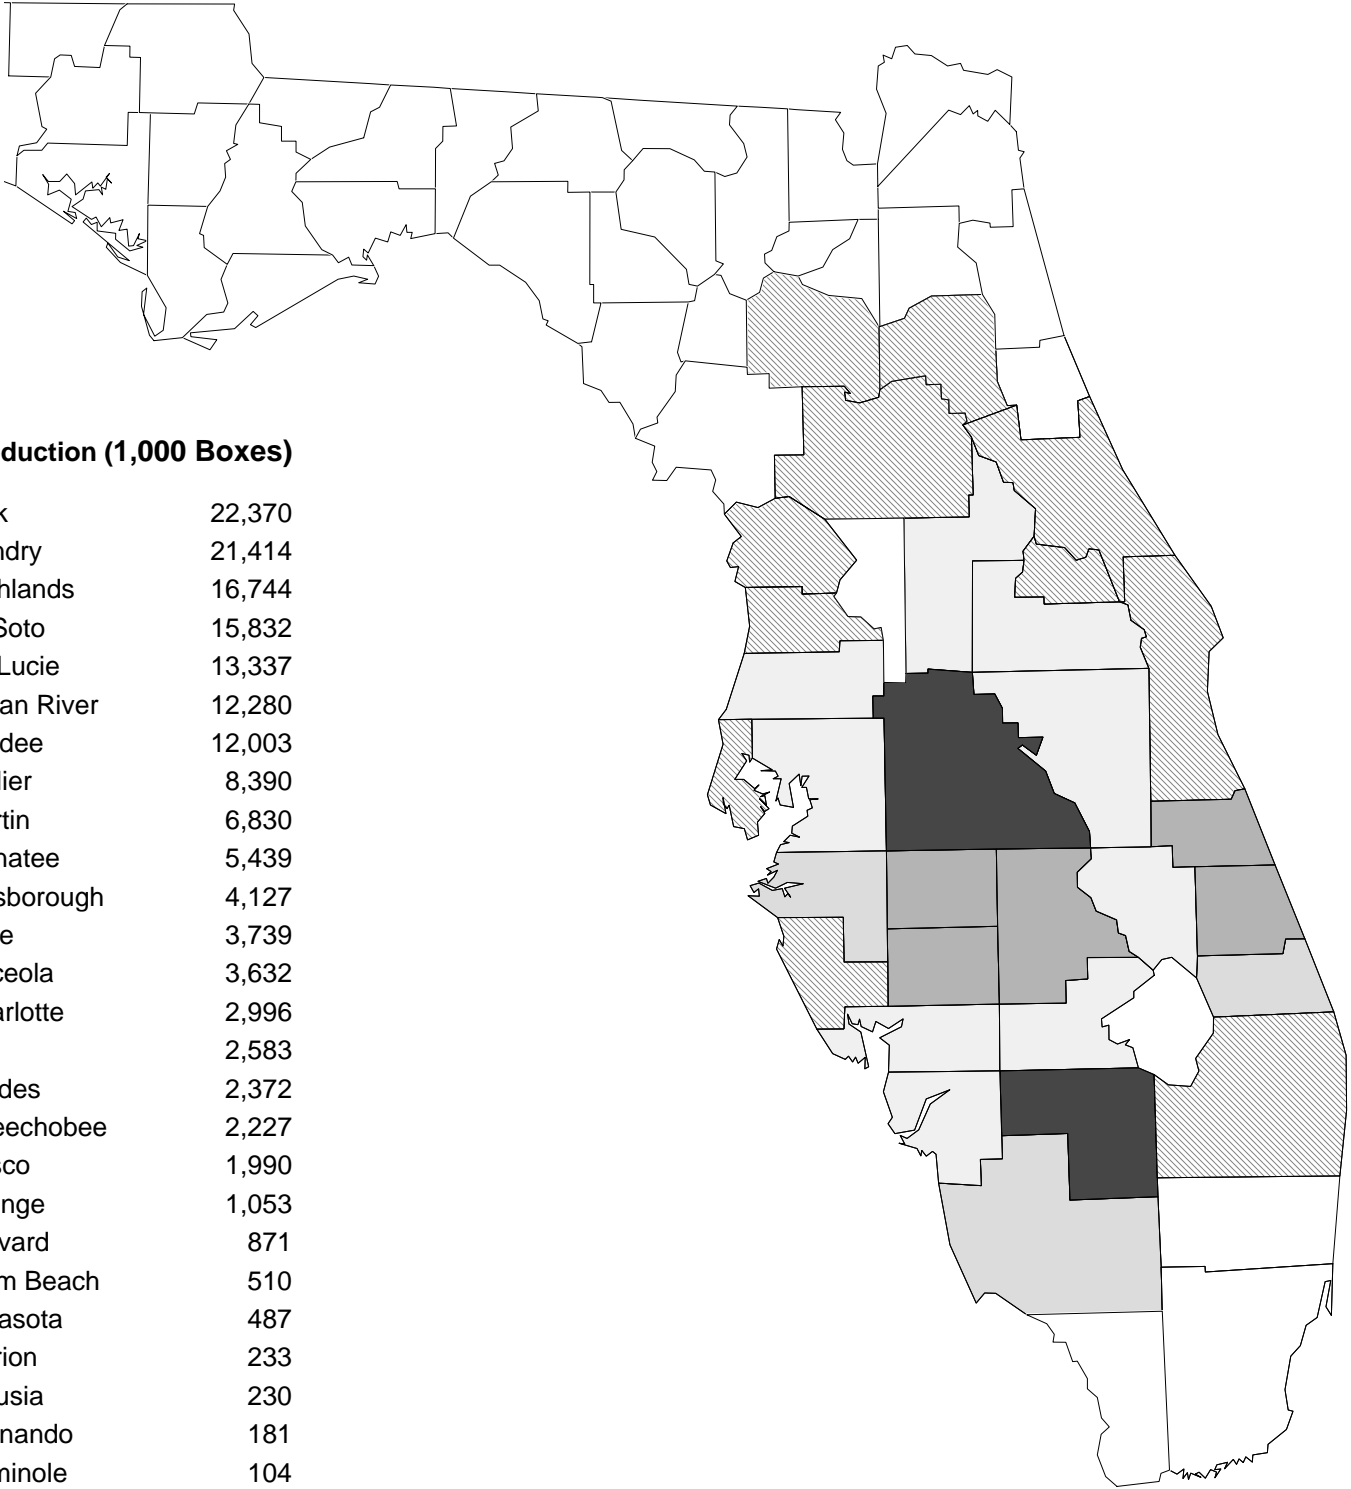 duction (1,000 Boxes)
k 22,370
ndry 21,414
hlands 16,744
Soto 15,832
Lucie 13,337
an River 12,280
dee 12,003
lier 8,390
rtin 6,830
natee 5,439
sborough 4,127
e 3,739
ceola 3,632
arlotte 2,996
2,583
des 2,372
eechobee 2,227
sco 1,990
nge 1,053
vard 871
m Beach 510
asota 487
rion 233
usia 230
nando 181
minole 104